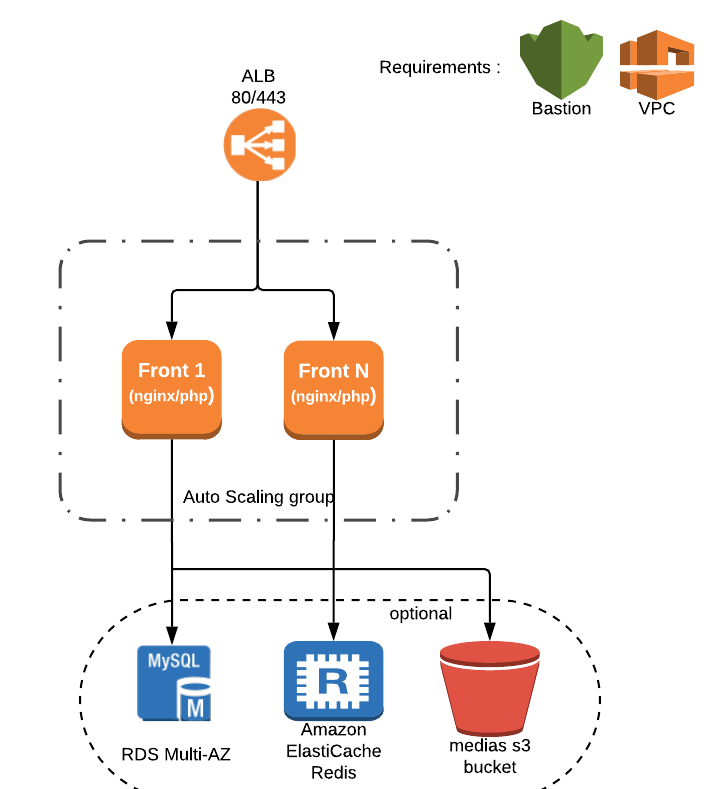 Requirements :
Bastion
VPC
ALB
80/443
Front 1
(nginx/php)
Front N
(nginx/php)
Auto Scaling group
optional
MySQL
M
RDS Multi-AZ
R
Amazon
ElastiCache
Redis
medias s3
bucket